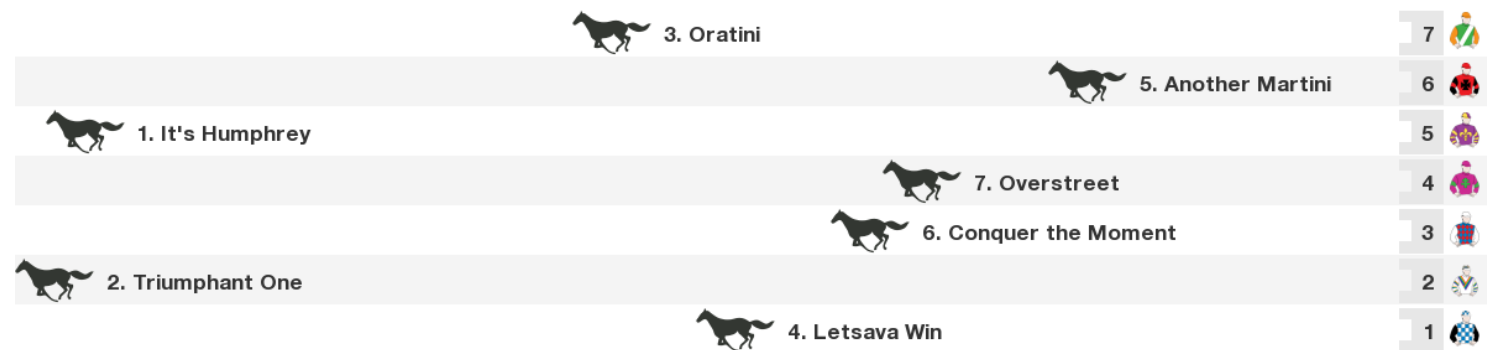 3. Oratini 7
5. Another Martini 6
1. It's Humphrey 5
7. Overstreet 4
6. Conquer the Moment 3
2. Triumphant One 2
4. Letsava Win 1